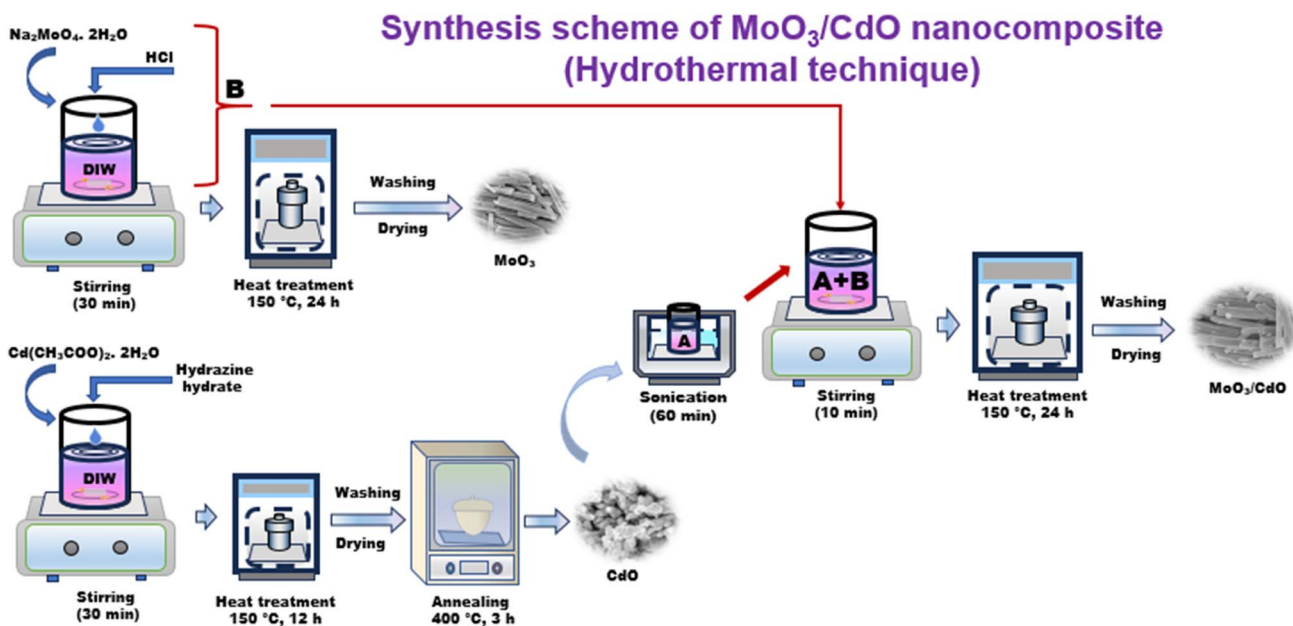 Synthesis scheme of MoO₃/CdO nanocomposite
(Hydrothermal technique)
Na₂MoO₄. 2H₂O
HCl
B
DIW
Stirring
(30 min)
Heat treatment
150 °C, 24 h
Washing
Drying
MoO₃
Cd(CH₃COO)₂. 2H₂O
Hydrazine
hydrate
DIW
Stirring
(30 min)
Heat treatment
150 °C, 12 h
Washing
Drying
Annealing
400 °C, 3 h
CdO
A
Sonication
(60 min)
A+B
Stirring
(10 min)
Heat treatment
150 °C, 24 h
Washing
Drying
MoO₃/CdO